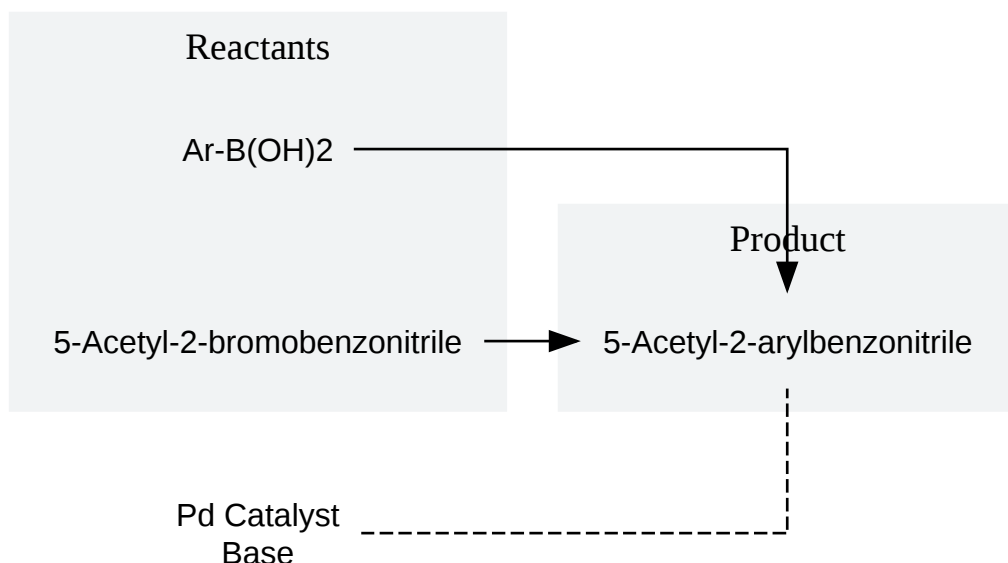 Reactants
Ar-B(OH)2
Product
5-Acetyl-2-bromobenzonitrile
5-Acetyl-2-arylbenzonitrile
Pd Catalyst
Base